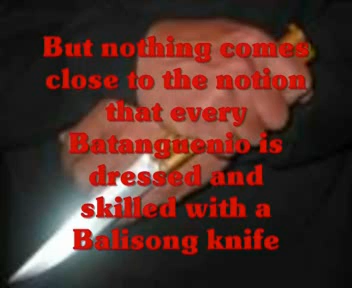 But nothing comes
close to the notion
that every
Batanguenio is
dressed and
skilled with a
Balisong knife